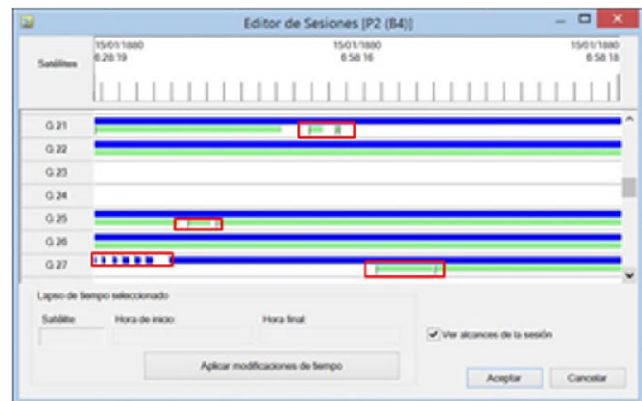 Editor de Sesiones [P2 (B4)]
Satélites
15/01/1880 15/01/1880 15/01/1880
6:28:19 6:58:16 6:58:18
G 21
G 22
G 23
G 24
G 25
G 26
G 27
Lapso de tiempo seleccionado
Satélite: Hora de inicio: Hora final:
Ver alcances de la sesión
Aplicar modificaciones de tiempo
Aceptar Cancelar